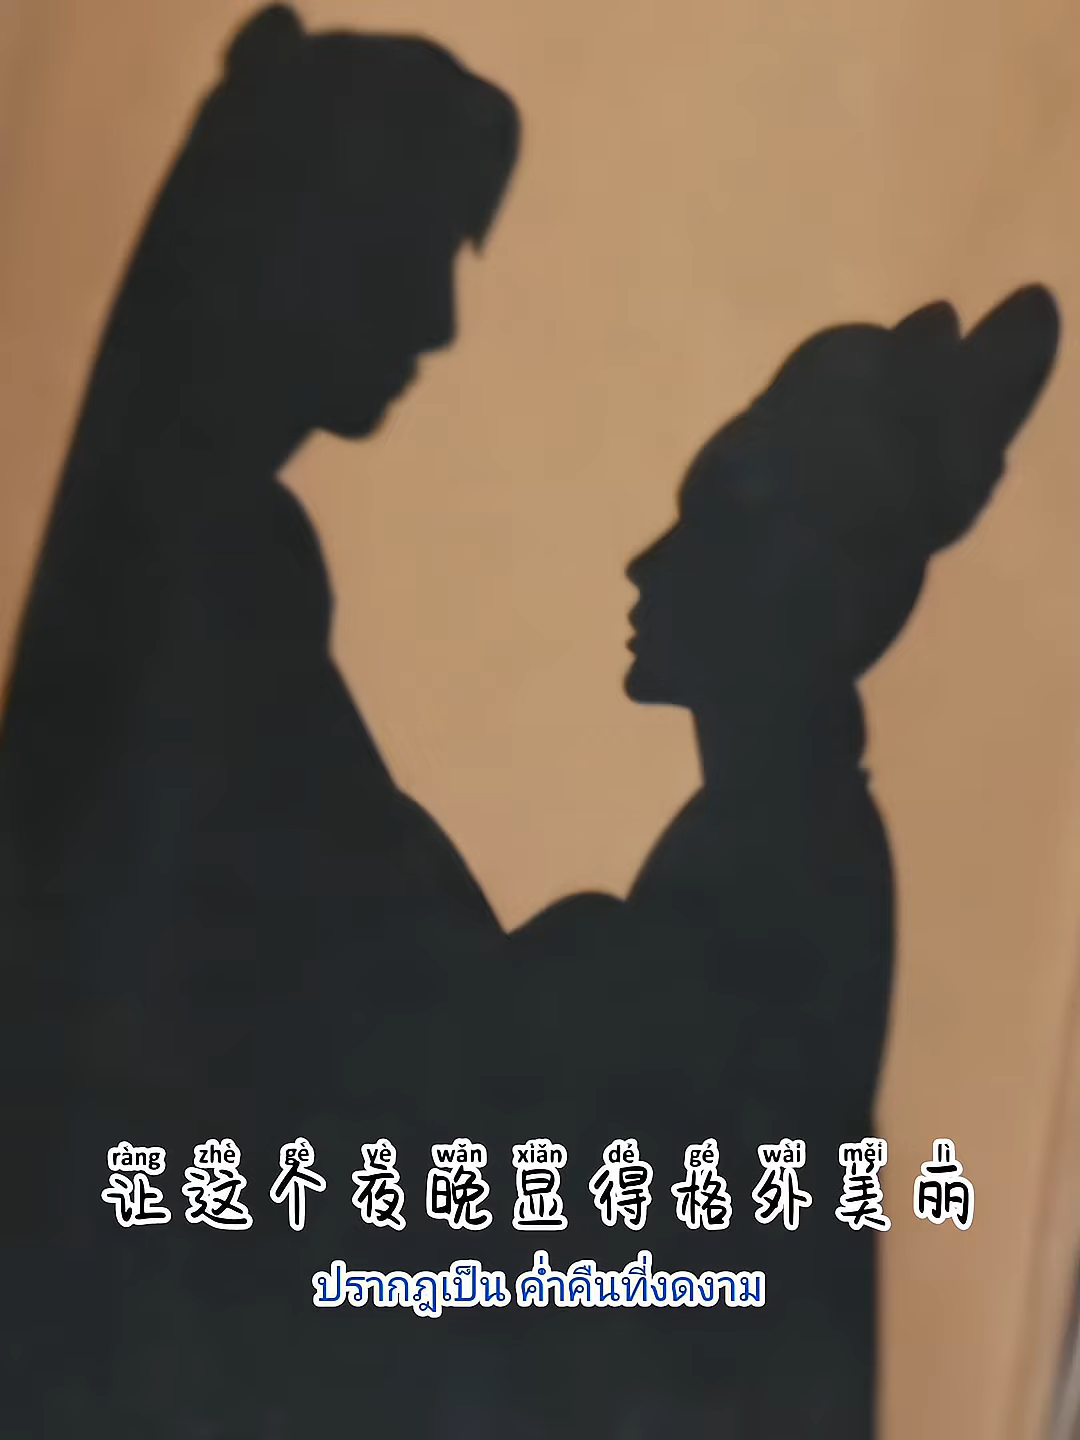 ràng zhè gè yè wǎn xiǎn dé gé wài měi lì
让这个夜晚显得格外美丽
ปรากฎเป็น ค่ำคืนที่งดงาม